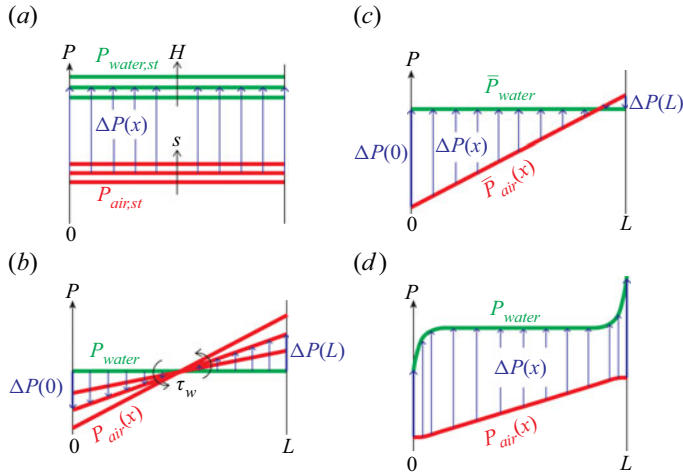 (a)
P
P_water,st
H
ΔP(x)
s
P_air,st
0
(b)
P
P_water
ΔP(L)
ΔP(0)
τ_w
P_air(x)
0
L
(c)
P
P̅_water
ΔP(L)
ΔP(x)
ΔP(0)
P̅_air(x)
0
L
(d)
P
P_water
ΔP(x)
P_air(x)
0
L